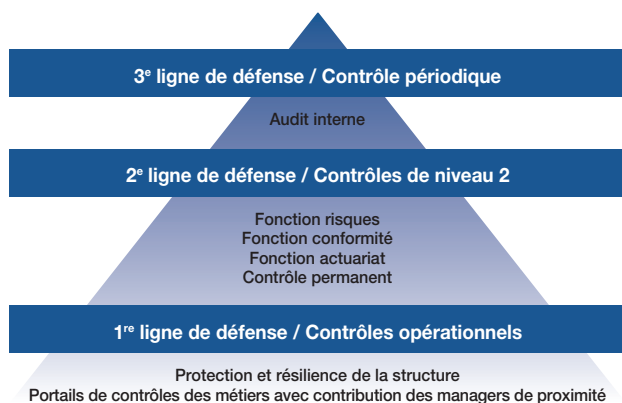 3e ligne de défense / Contrôle périodique
Audit interne
2e ligne de défense / Contrôles de niveau 2
Fonction risques
Fonction conformité
Fonction actuariat
Contrôle permanent
1re ligne de défense / Contrôles opérationnels
Protection et résilience de la structure
Portails de contrôles des métiers avec contribution des managers de proximité